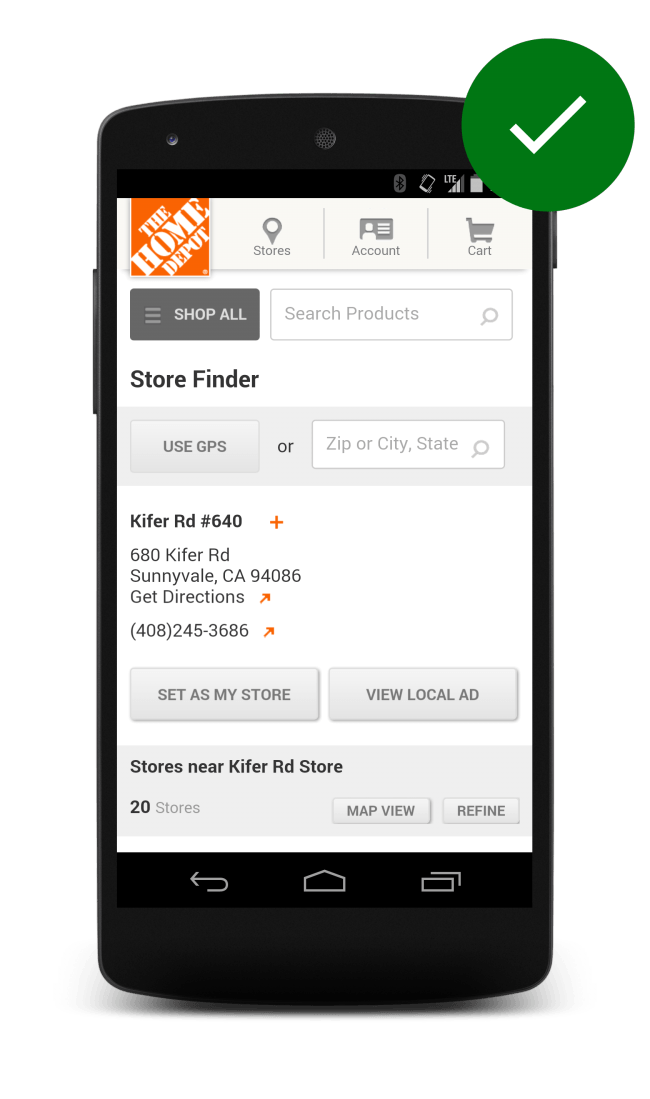 LTE
THE
HOME
DEPOT
Stores
Account
Cart
SHOP ALL
Search Products
Store Finder
USE GPS
or
Zip or City, State
Kifer Rd #640
680 Kifer Rd
Sunnyvale, CA 94086
Get Directions
(408)245-3686
SET AS MY STORE
VIEW LOCAL AD
Stores near Kifer Rd Store
20 Stores
MAP VIEW
REFINE